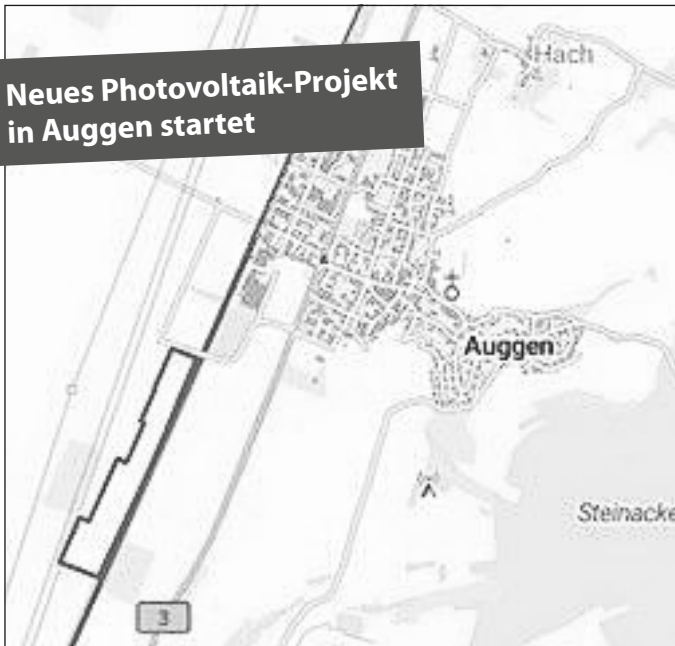 Neues Photovoltaik-Projekt
in Auggen startet
Hach
Auggen
Steinacke
3